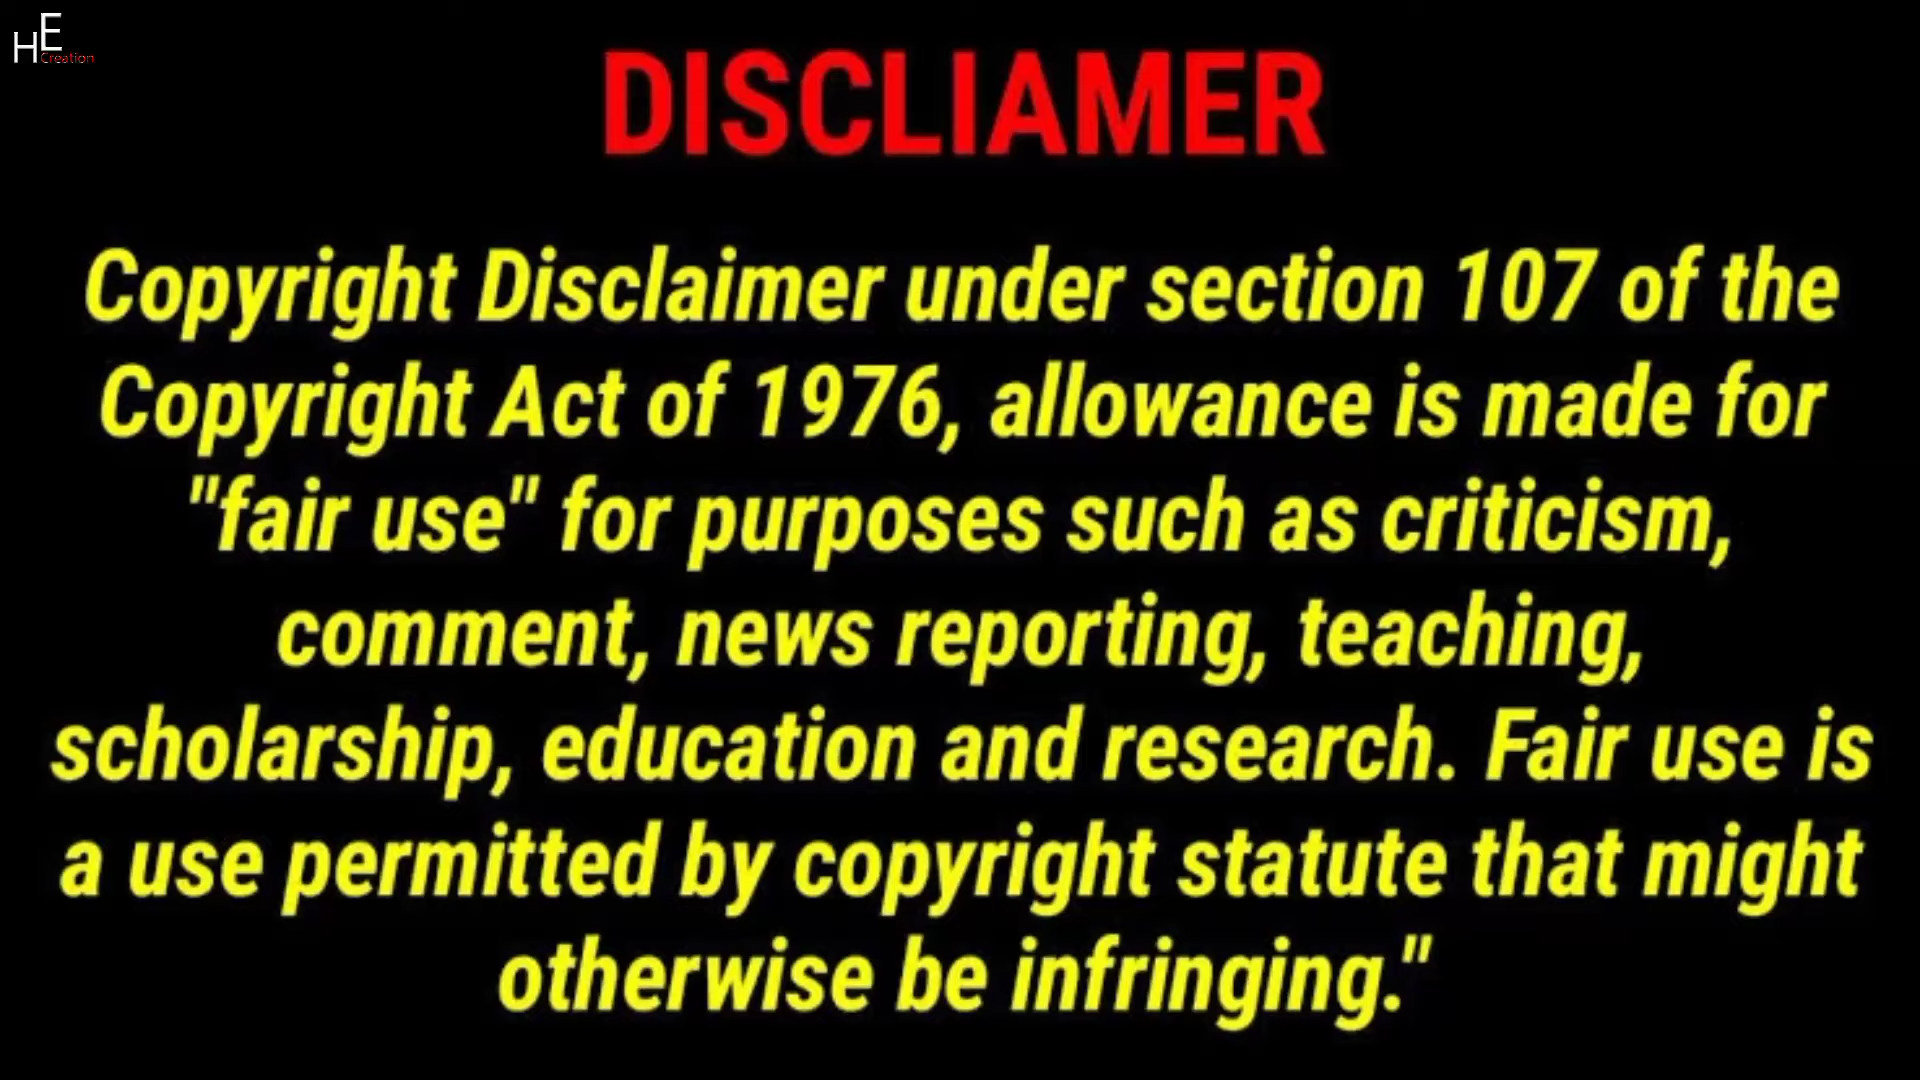 HE
Creation
DISCLIAMER
Copyright Disclaimer under section 107 of the
Copyright Act of 1976, allowance is made for
"fair use" for purposes such as criticism,
comment, news reporting, teaching,
scholarship, education and research. Fair use is
a use permitted by copyright statute that might
otherwise be infringing."